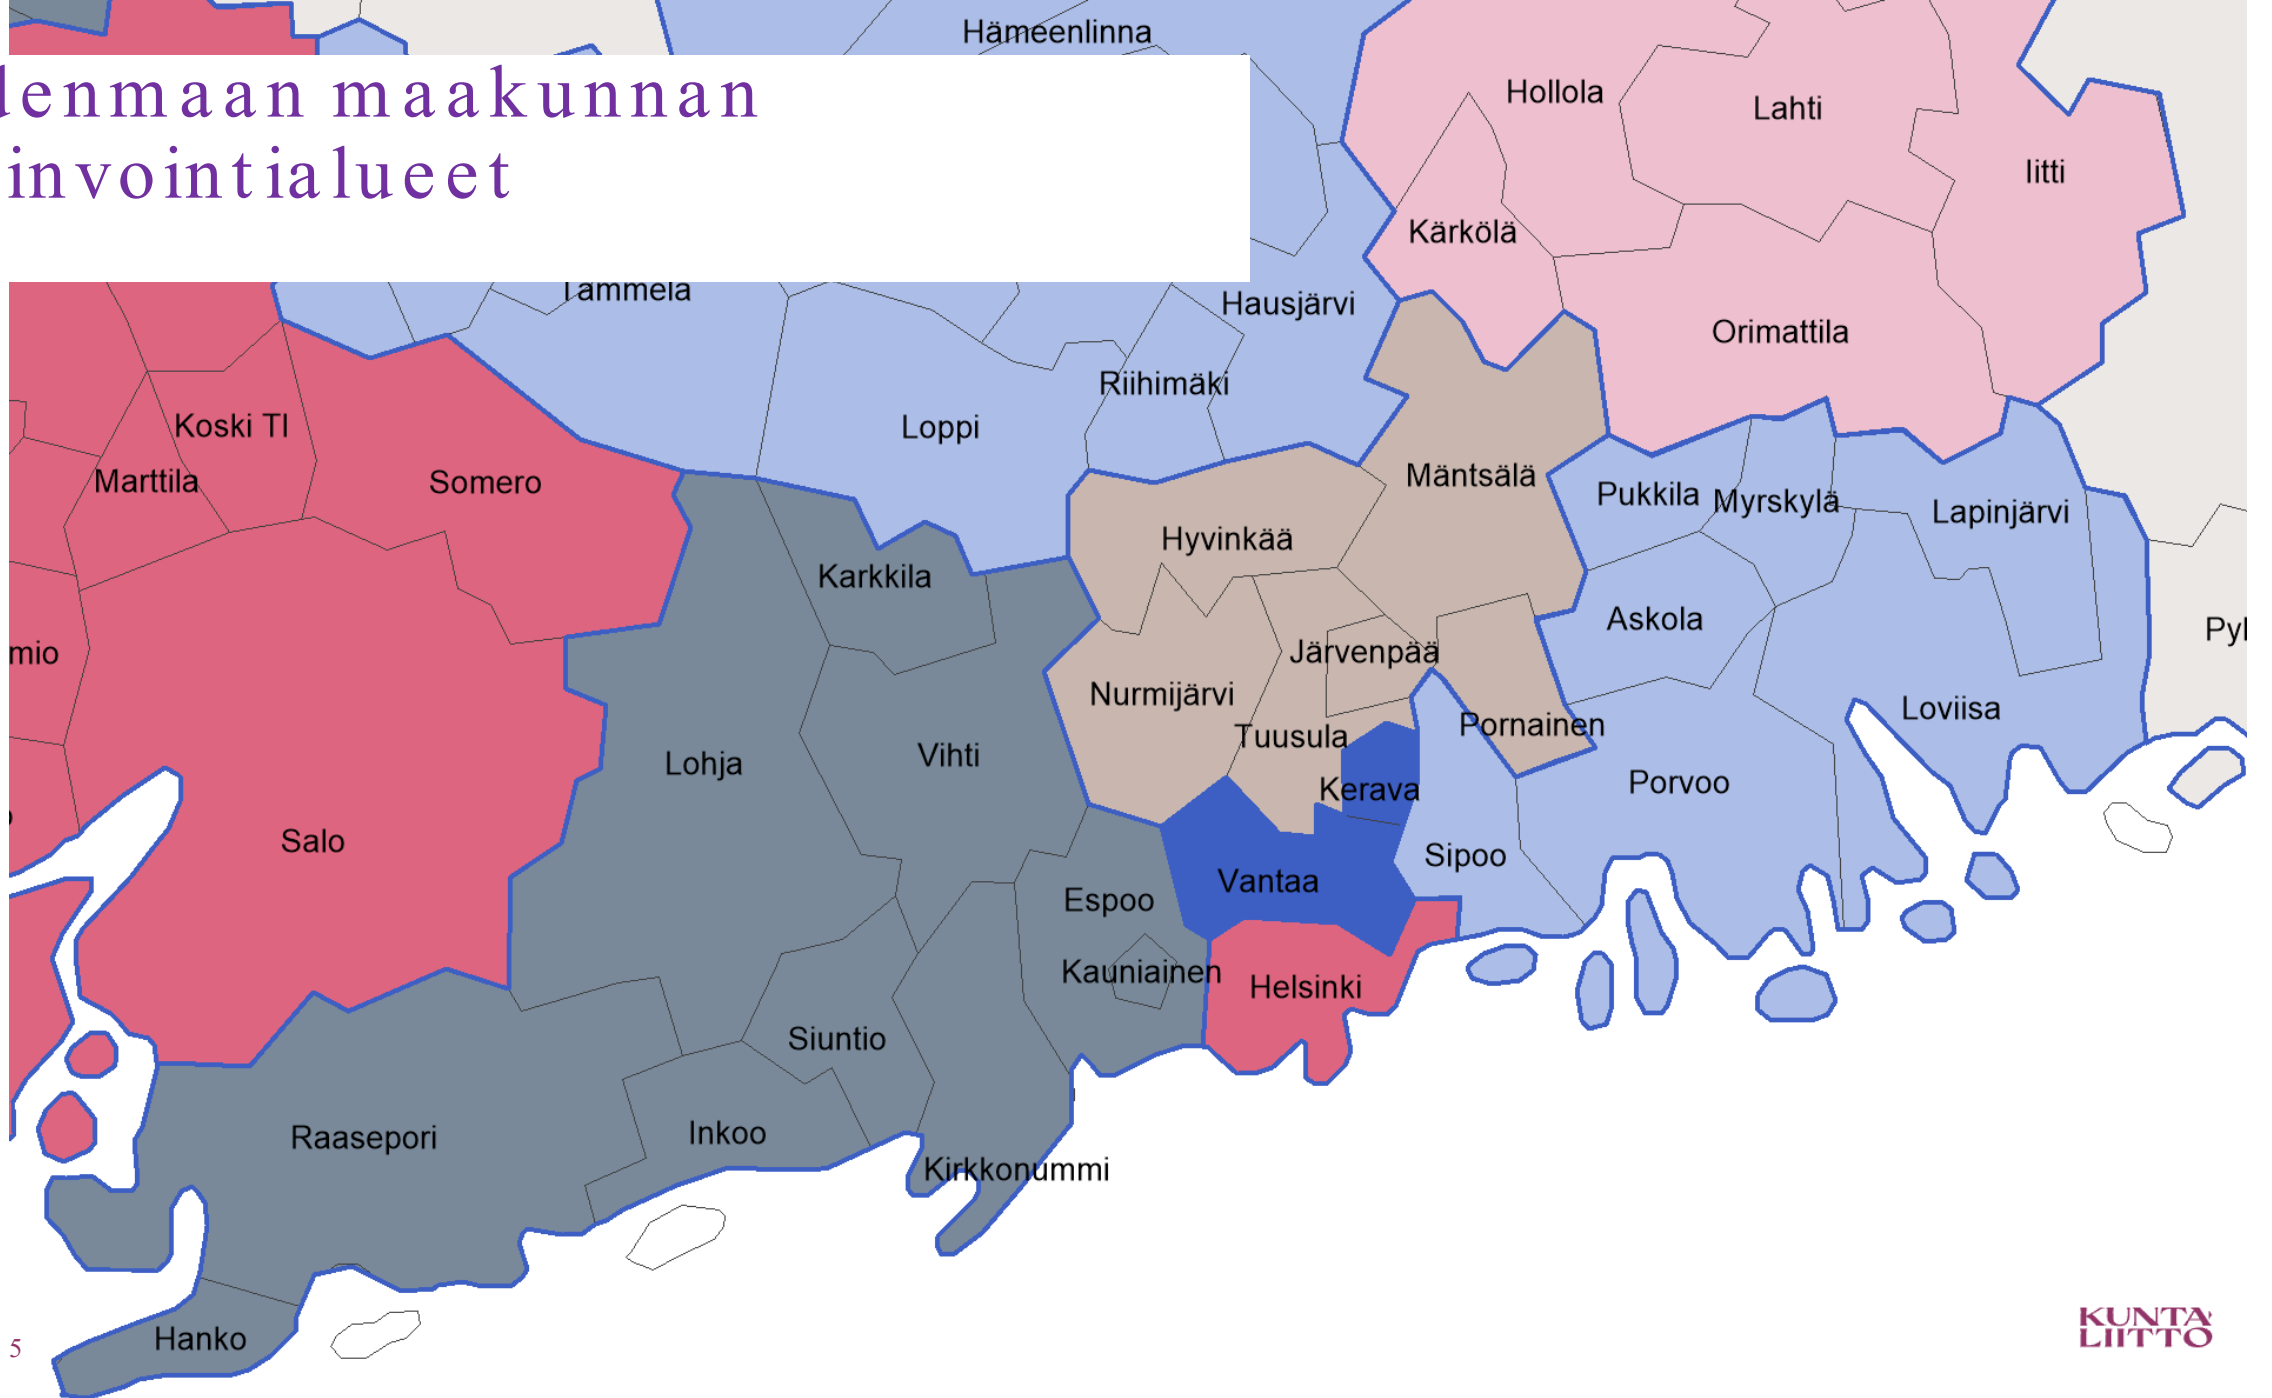 Hämeenlinna
denmaan maakunnan
invointialueet
Hollola
Lahti
Iitti
Kärkölä
Tammela
Hausjärvi
Orimattila
Riihimäki
Koski Tl
Loppi
Marttila
Somero
Mäntsälä
Pukkila
Myrskylä
Lapinjärvi
Hyvinkää
Karkkila
Askola
Pyl
mio
Järvenpää
Nurmijärvi
Tuusula
Pornainen
Loviisa
Lohja
Vihti
Kerava
Porvoo
Salo
Sipoo
Vantaa
Espoo
Kauniainen
Helsinki
Siuntio
Raasepori
Inkoo
Kirkkonummi
Hanko
5
KUNTA
LIITTO